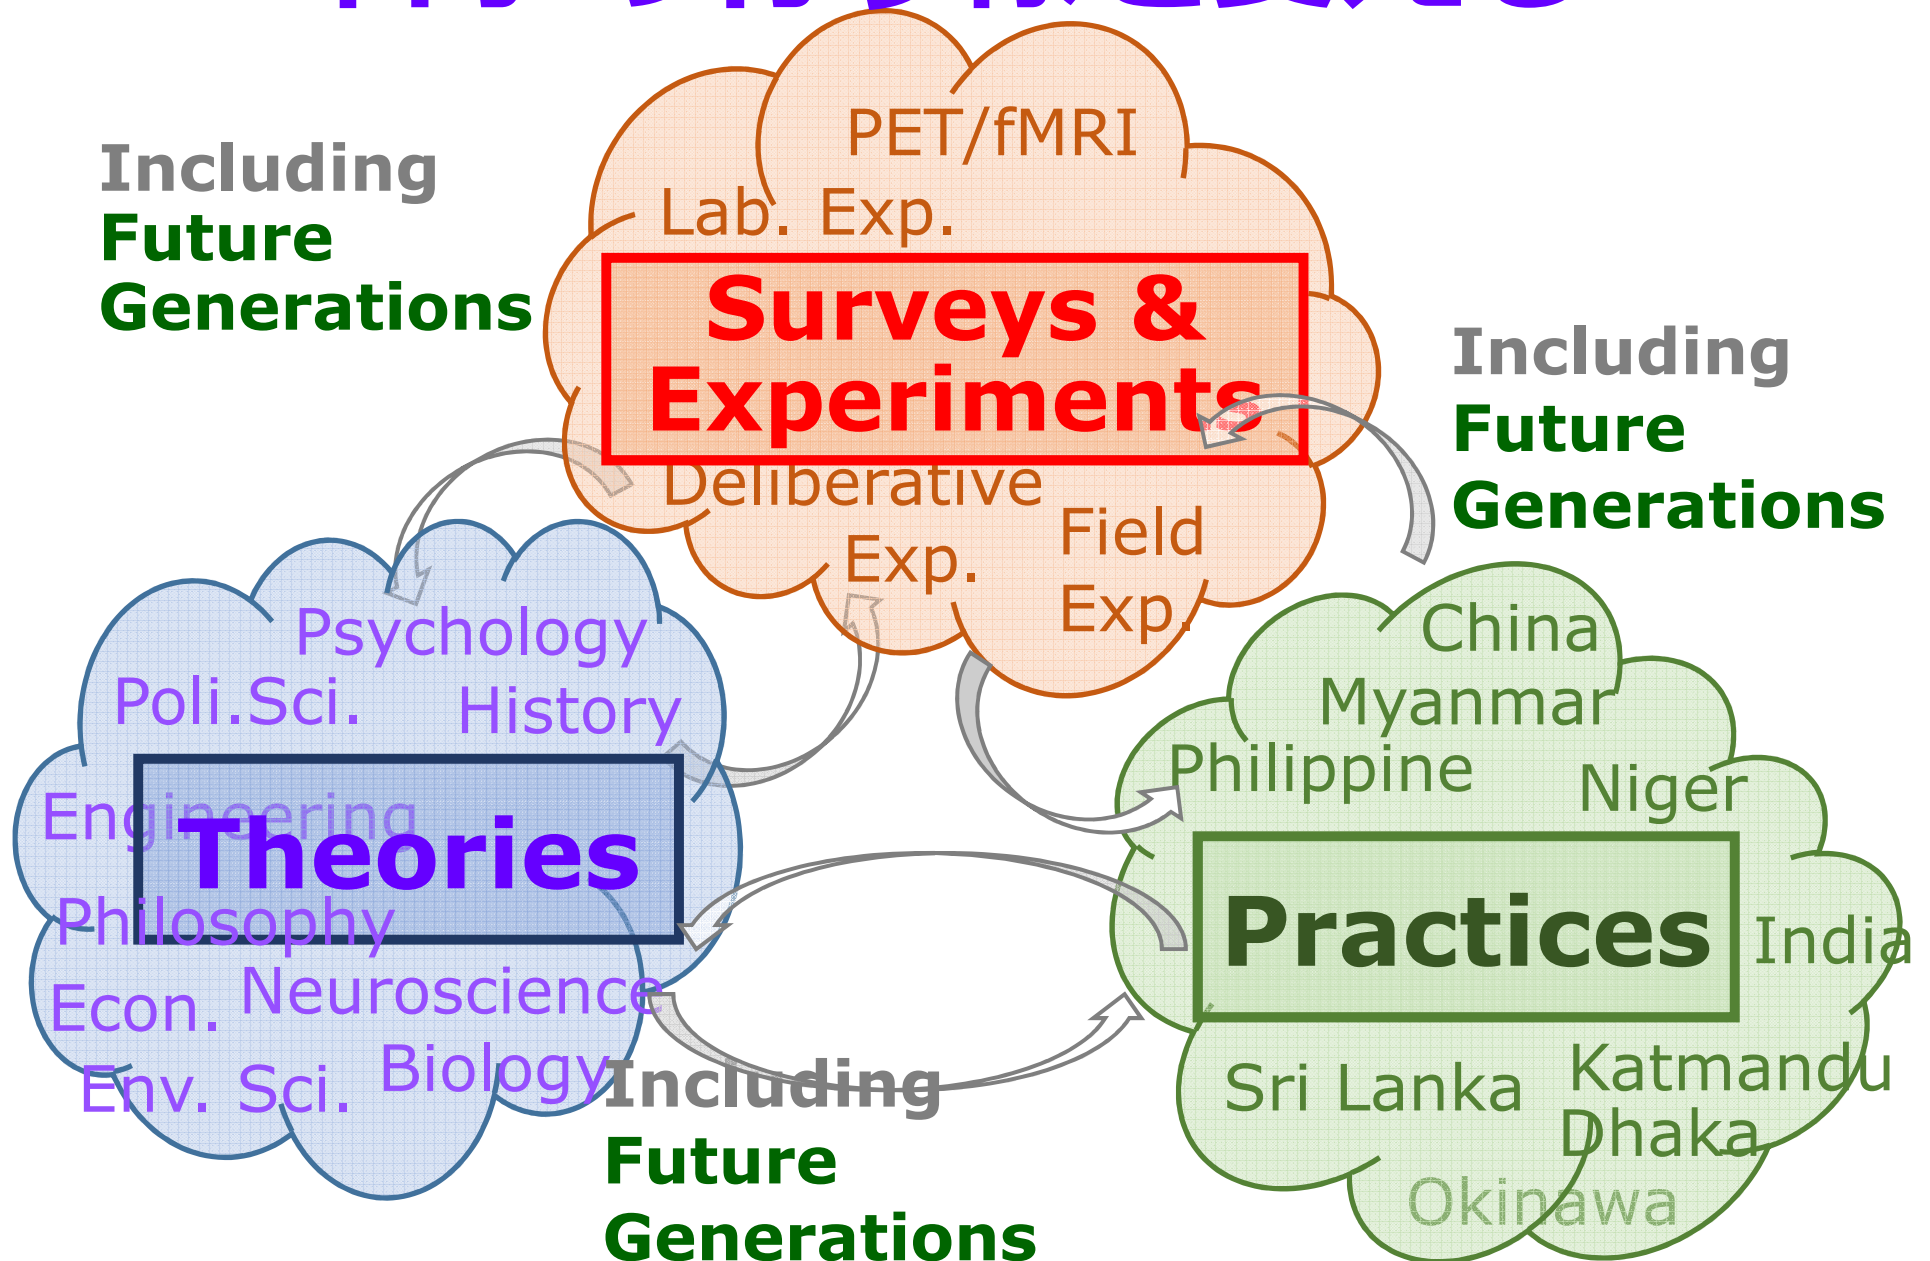 PET/fMRI
Lab. Exp.
Including
Future
Generations
Surveys &
Experiments
Including
Future
Generations
Deliberative
Exp.
Field
Exp.
Psychology
Poli.Sci.
History
Engineering
Theories
Philosophy
Econ.
Neuroscience
Env. Sci.
Biology
China
Myanmar
Philippine
Niger
Practices
India
Sri Lanka
Katmandu
Dhaka
Okinawa
Including
Future
Generations